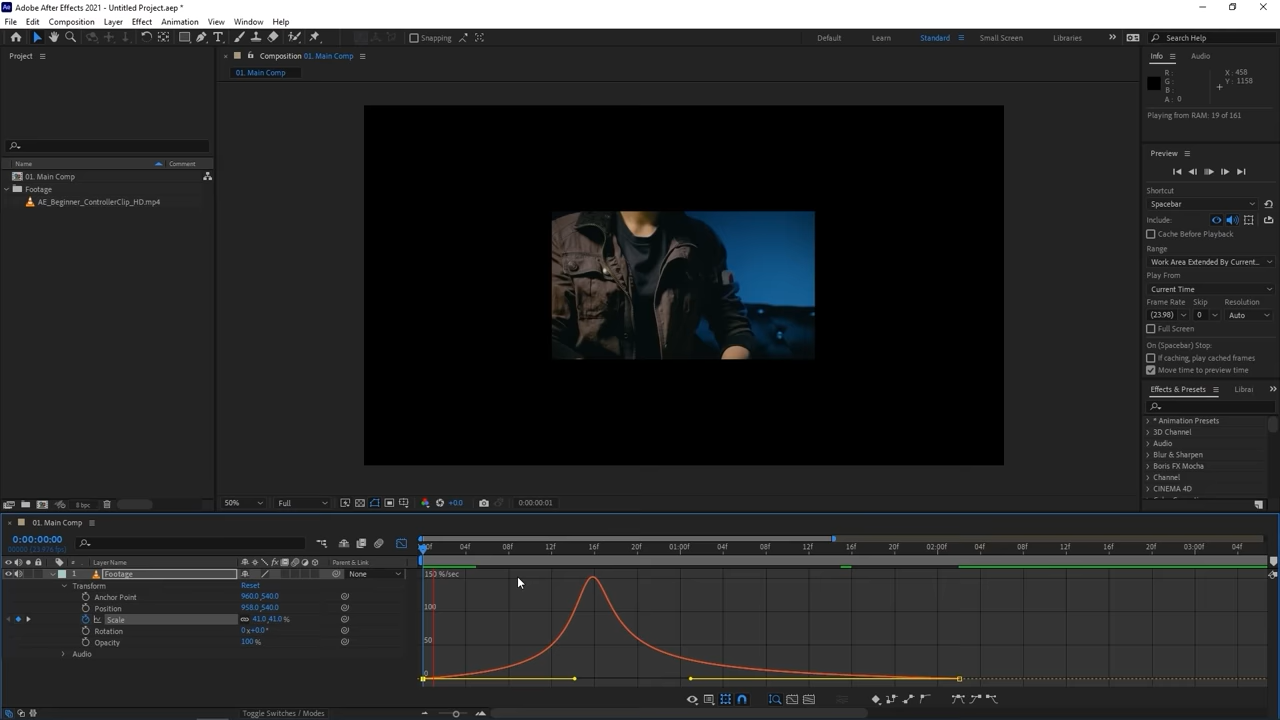 Adobe After Effects 2021 - Untitled Project.aep *
File Edit Composition Layer Effect Animation View Window Help
Snapping
Default Learn Standard Small Screen Libraries
Search Help
Project
Composition 01. Main Comp
01. Main Comp
Name Comment
01. Main Comp
Footage
AE_Beginner_ControllerClip_HD.mp4
8 bpc
50% Full +0.0 0:00:00:01
Info Audio
R : X : 458
G : Y : 1158
B :
A : 0
Playing from RAM: 19 of 161
Preview
Shortcut
Spacebar
Include:
Cache Before Playback
Range
Work Area Extended By Current...
Play From
Current Time
Frame Rate Skip Resolution
(23.98) 0 Auto
Full Screen
On (Spacebar) Stop:
If caching, play cached frames
Move time to preview time
Effects & Presets Librai
* Animation Presets
3D Channel
Audio
Blur & Sharpen
Boris FX Mocha
Channel
CINEMA 4D
01. Main Comp
0:00:00:00
00000 (23.976 fps)
# Layer Name Parent & Link
1 Footage None
Transform Reset
Anchor Point 960.0,540.0
Position 958.0,540.0
Scale 41.0,41.0 %
Rotation 0x+0.0°
Opacity 100 %
Audio
Toggle Switches / Modes
:00f 04f 08f 12f 16f 20f 01:00f 04f 08f 12f 16f 20f 02:00f 04f 08f 12f 16f 20f 03:00f 04f
150 %/sec
100
50
0